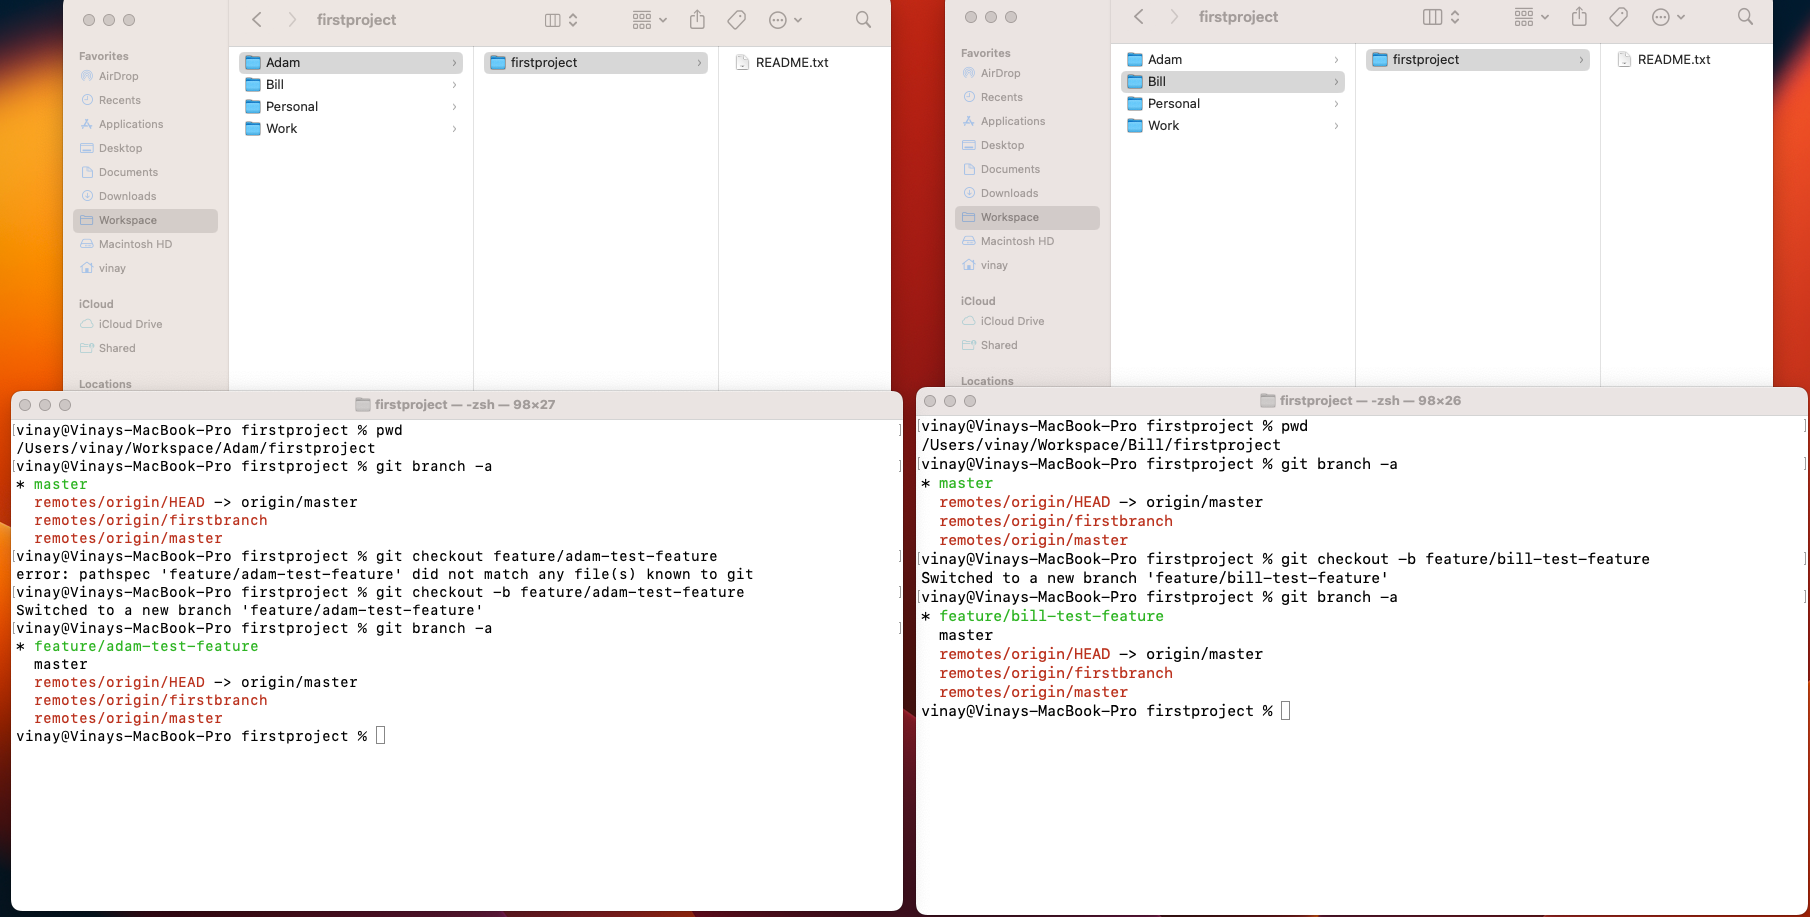 firstproject
Favorites
AirDrop
Recents
Applications
Desktop
Documents
Downloads
Workspace
Macintosh HD
vinay
iCloud
iCloud Drive
Shared
Locations
Adam
Bill
Personal
Work
firstproject
README.txt
firstproject — -zsh — 98×27
vinay@Vinays-MacBook-Pro firstproject % pwd
/Users/vinay/Workspace/Adam/firstproject
vinay@Vinays-MacBook-Pro firstproject % git branch -a
* master
remotes/origin/HEAD -> origin/master
remotes/origin/firstbranch
remotes/origin/master
vinay@Vinays-MacBook-Pro firstproject % git checkout feature/adam-test-feature
error: pathspec 'feature/adam-test-feature' did not match any file(s) known to git
vinay@Vinays-MacBook-Pro firstproject % git checkout -b feature/adam-test-feature
Switched to a new branch 'feature/adam-test-feature'
vinay@Vinays-MacBook-Pro firstproject % git branch -a
* feature/adam-test-feature
master
remotes/origin/HEAD -> origin/master
remotes/origin/firstbranch
remotes/origin/master
vinay@Vinays-MacBook-Pro firstproject %
firstproject
Favorites
AirDrop
Recents
Applications
Desktop
Documents
Downloads
Workspace
Macintosh HD
vinay
iCloud
iCloud Drive
Shared
Locations
Adam
Bill
Personal
Work
firstproject
README.txt
firstproject — -zsh — 98×26
vinay@Vinays-MacBook-Pro firstproject % pwd
/Users/vinay/Workspace/Bill/firstproject
vinay@Vinays-MacBook-Pro firstproject % git branch -a
* master
remotes/origin/HEAD -> origin/master
remotes/origin/firstbranch
remotes/origin/master
vinay@Vinays-MacBook-Pro firstproject % git checkout -b feature/bill-test-feature
Switched to a new branch 'feature/bill-test-feature'
vinay@Vinays-MacBook-Pro firstproject % git branch -a
* feature/bill-test-feature
master
remotes/origin/HEAD -> origin/master
remotes/origin/firstbranch
remotes/origin/master
vinay@Vinays-MacBook-Pro firstproject %